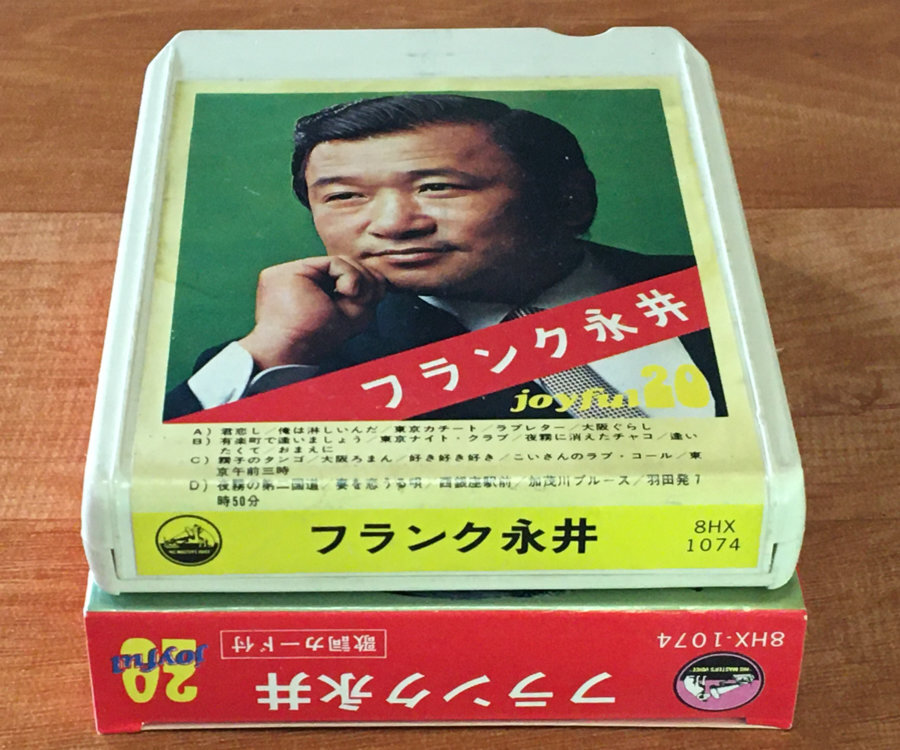 フランク永井
joyful 20
A) 君恋し／俺は淋しいんだ／東京カチート／ラブレター／大阪ぐらし
B) 有楽町で逢いましょう／東京ナイト・クラブ／夜霧に消えたチャコ／逢い
たくて／おまえに
C) 霧子のタンゴ／大阪ろまん／好き好き好き／こいさんのラブ・コール／東
京午前三時
D) 夜霧の第二国道／妻を恋うる唄／西銀座駅前／加茂川ブルース／羽田発7
時50分
HIS MASTER'S VOICE
フランク永井
8HX
1074
8HX-1074
歌詞カード付
joyful 20
HIS MASTER'S VOICE
フランク永井